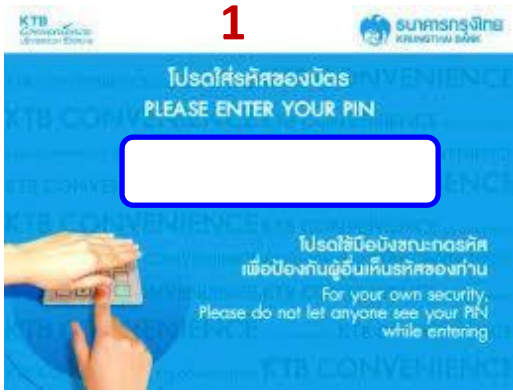 KTB
1
ธนาคารกรุงไทย
KRUNGTHAI BANK
โปรดใส่รหัสของบัตร
PLEASE ENTER YOUR PIN
โปรดใช้มือบังขณะกดรหัส
เพื่อป้องกันผู้อื่นเห็นรหัสของท่าน
For your own security,
Please do not let anyone see your PIN
while entering
KTB CONVENIENCE